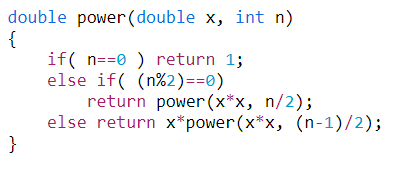 double power(double x, int n)
{
    if( n==0 ) return 1;
    else if( (n%2)==0)
        return power(x*x, n/2);
    else return x*power(x*x, (n-1)/2);
}